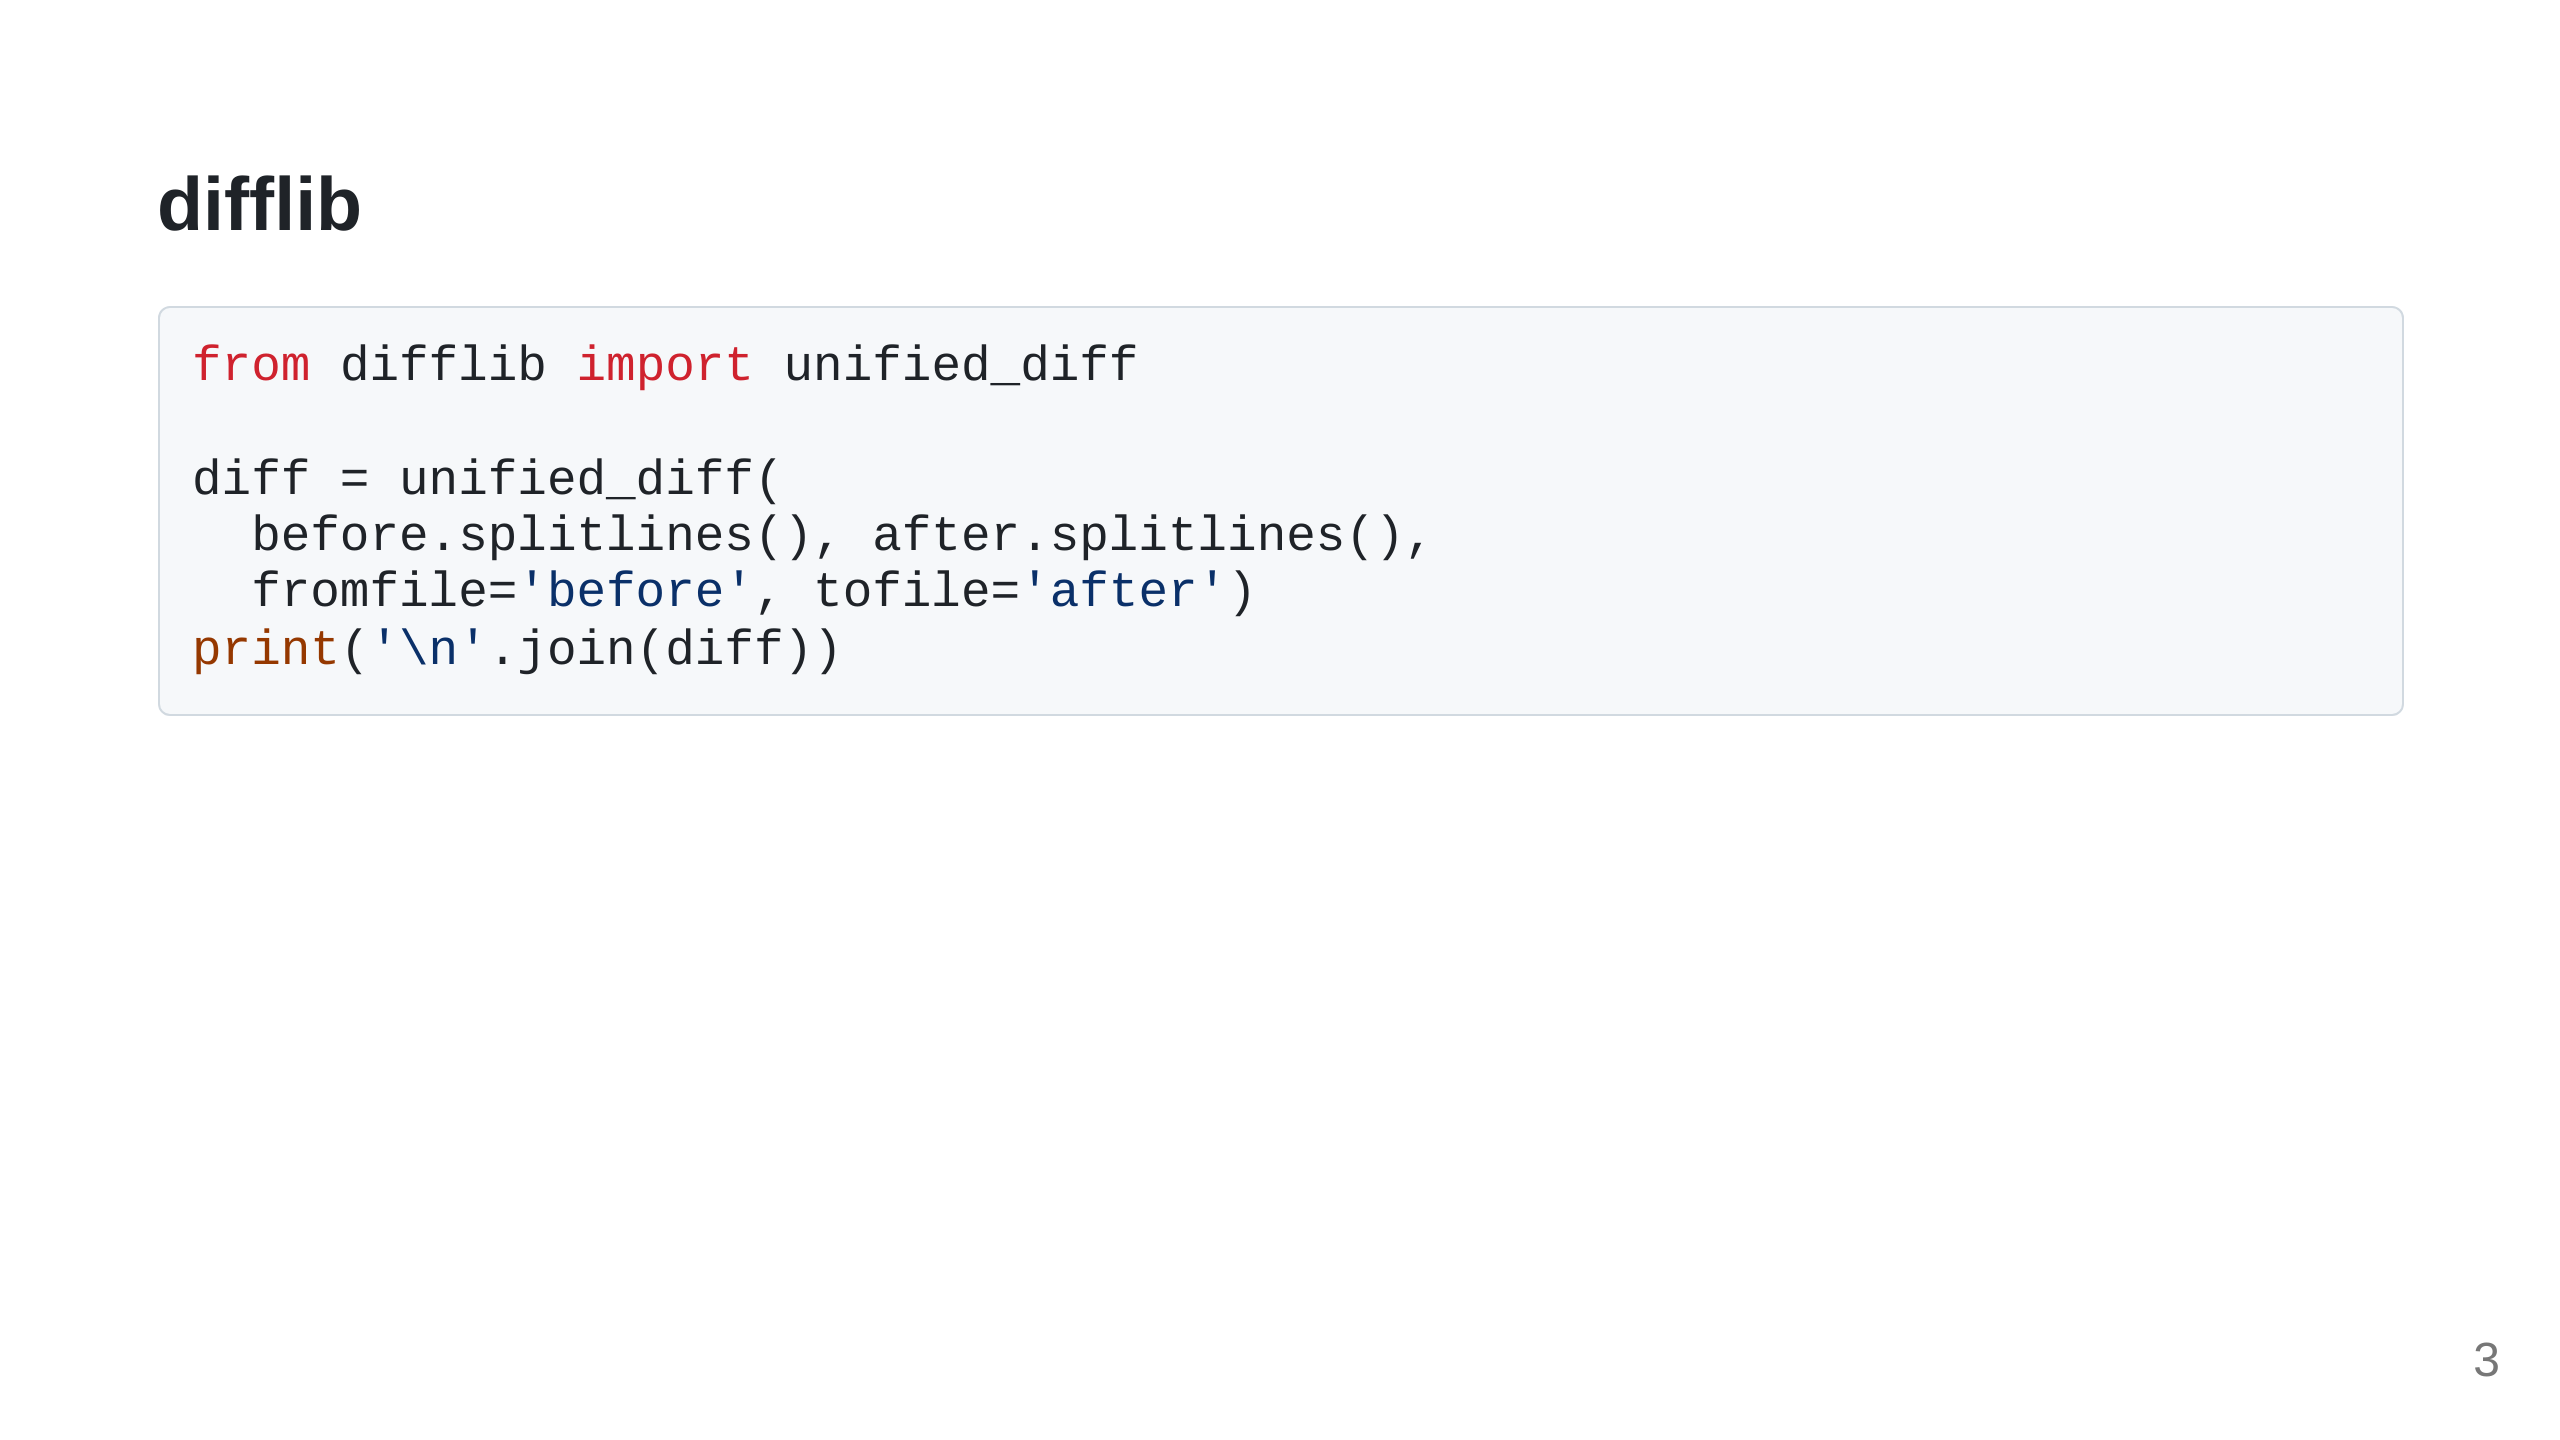 difflib
from difflib import unified_diff
diff = unified_diff(
  before.splitlines(), after.splitlines(),
  fromfile='before', tofile='after')
print('\n'.join(diff))
3